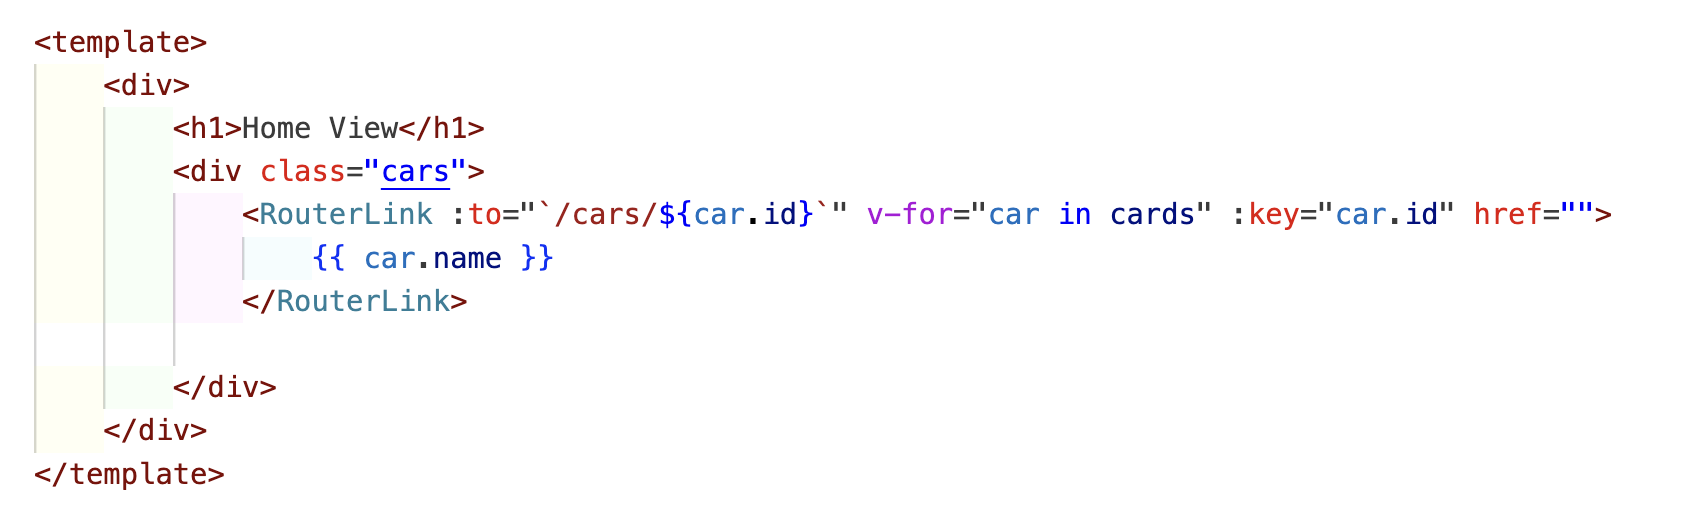 <template>
    <div>
        <h1>Home View</h1>
        <div class="cars">
            <RouterLink :to="`/cars/${car.id}`" v-for="car in cards" :key="car.id" href="">
                {{ car.name }}
            </RouterLink>

        </div>
    </div>
</template>